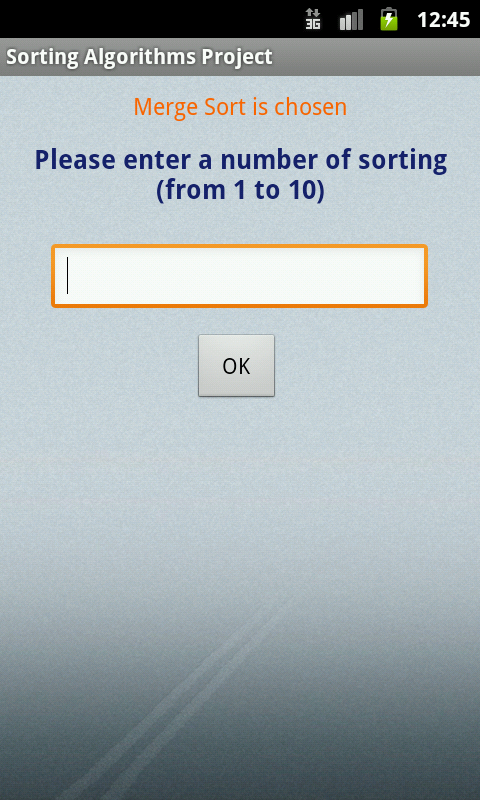 3G
12:45
Sorting Algorithms Project
Merge Sort is chosen
Please enter a number of sorting
(from 1 to 10)
OK